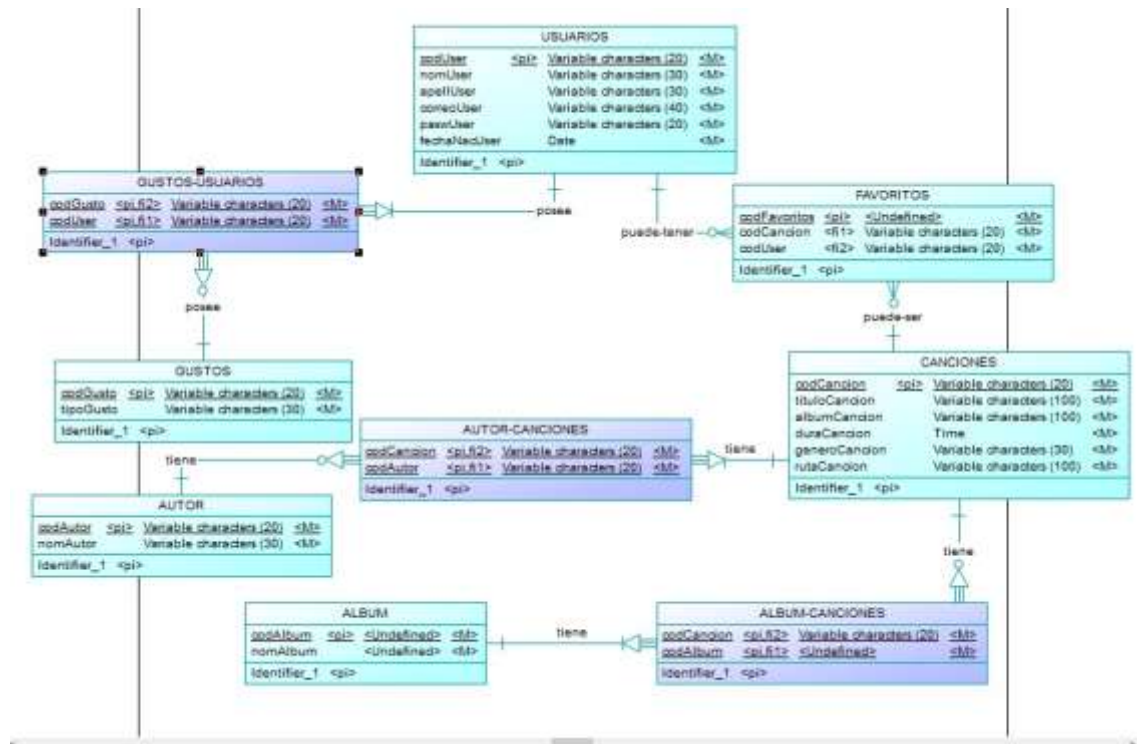 USUARIOS
codUser <pi> Variable characters (20) <M>
nomUser Variable characters (30) <M>
apellUser Variable characters (30) <M>
correoUser Variable characters (40) <M>
paswUser Variable characters (20) <M>
fechaNacUser Date <M>
Identifier_1 <pi>
GUSTOS-USUARIOS
codGusto <pi,fi2> Variable characters (20) <M>
codUser <pi,fi1> Variable characters (20) <M>
Identifier_1 <pi>
posee
puede-tener
FAVORITOS
codFavoritos <pi> <Undefined> <M>
codCancion <fi1> Variable characters (20) <M>
codUser <fi2> Variable characters (20) <M>
Identifier_1 <pi>
posee
puede-ser
GUSTOS
codGusto <pi> Variable characters (20) <M>
tipoGusto Variable characters (30) <M>
Identifier_1 <pi>
CANCIONES
codCancion <pi> Variable characters (20) <M>
tituloCancion Variable characters (100) <M>
albumCancion Variable characters (100) <M>
duraCancion Time <M>
generoCancion Variable characters (30) <M>
rutaCancion Variable characters (100) <M>
Identifier_1 <pi>
AUTOR-CANCIONES
codCancion <pi,fi2> Variable characters (20) <M>
codAutor <pi,fi1> Variable characters (20) <M>
Identifier_1 <pi>
tiene
tiene
AUTOR
codAutor <pi> Variable characters (20) <M>
nomAutor Variable characters (30) <M>
Identifier_1 <pi>
tiene
ALBUM
codAlbum <pi> <Undefined> <M>
nomAlbum <Undefined> <M>
Identifier_1 <pi>
tiene
ALBUM-CANCIONES
codCancion <pi,fi2> Variable characters (20) <M>
codAlbum <pi,fi1> <Undefined> <M>
Identifier_1 <pi>